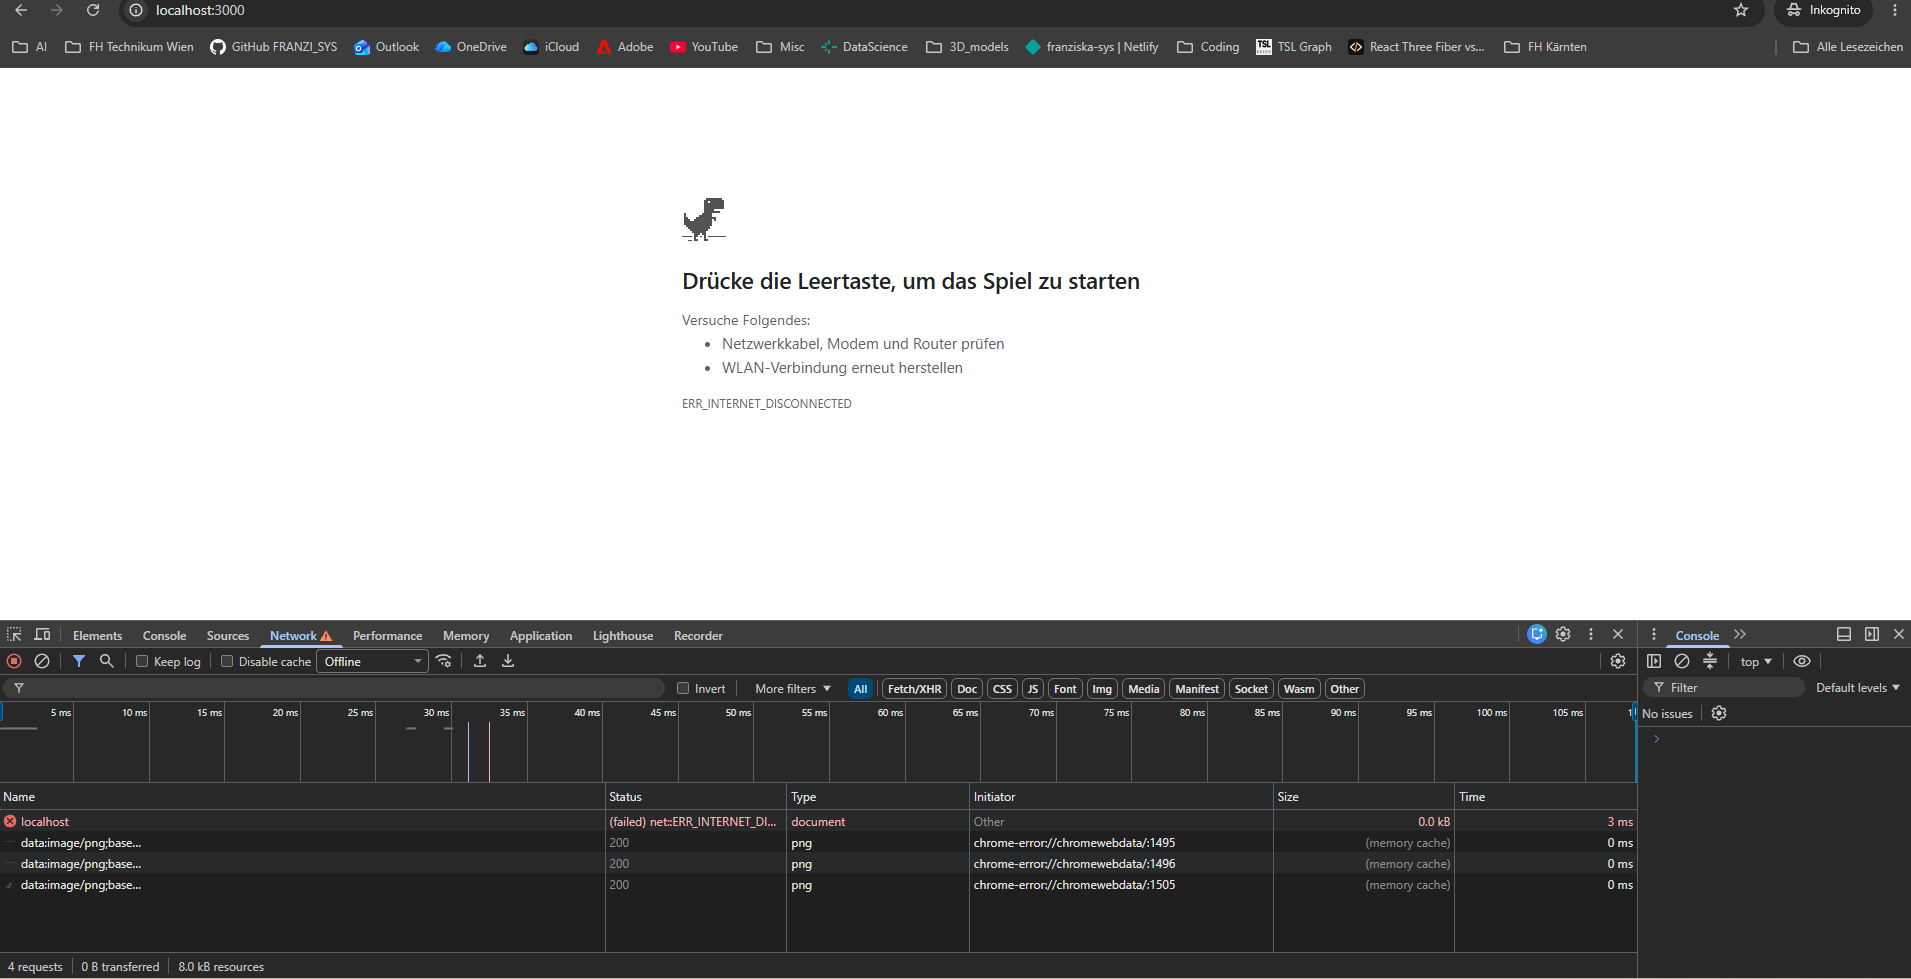 localhost:3000
Inkognito
AI FH Technikum Wien GitHub FRANZI_SYS Outlook OneDrive iCloud Adobe YouTube Misc DataScience 3D_models franziska-sys | Netlify Coding TSL Graph React Three Fiber vs... FH Kärnten Alle Lesezeichen
Drücke die Leertaste, um das Spiel zu starten
Versuche Folgendes:
• Netzwerkkabel, Modem und Router prüfen
• WLAN-Verbindung erneut herstellen
ERR_INTERNET_DISCONNECTED
Elements Console Sources Network Performance Memory Application Lighthouse Recorder
Keep log Disable cache Offline
Invert More filters All Fetch/XHR Doc CSS JS Font Img Media Manifest Socket Wasm Other
5 ms 10 ms 15 ms 20 ms 25 ms 30 ms 35 ms 40 ms 45 ms 50 ms 55 ms 60 ms 65 ms 70 ms 75 ms 80 ms 85 ms 90 ms 95 ms 100 ms 105 ms
Name Status Type Initiator Size Time
localhost (failed) net::ERR_INTERNET_DI... document Other 0.0 kB 3 ms
data:image/png;base... 200 png chrome-error://chromewebdata/:1495 (memory cache) 0 ms
data:image/png;base... 200 png chrome-error://chromewebdata/:1496 (memory cache) 0 ms
data:image/png;base... 200 png chrome-error://chromewebdata/:1505 (memory cache) 0 ms
4 requests 0 B transferred 8.0 kB resources
Console
top
Filter Default levels
No issues